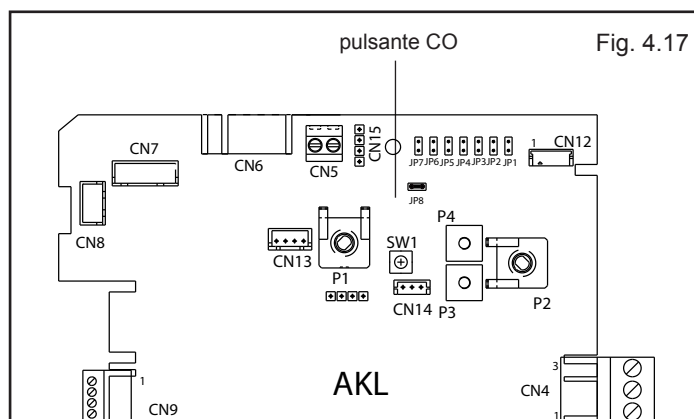 pulsante CO
Fig. 4.17
CN7
CN6
CN5
CN15
JP7 JP6 JP5 JP4 JP3 JP2 JP1
1
CN12
JP8
CN8
CN13
P1
SW1
CN14
P4
P3
P2
AKL
1
CN9
3
CN4
1